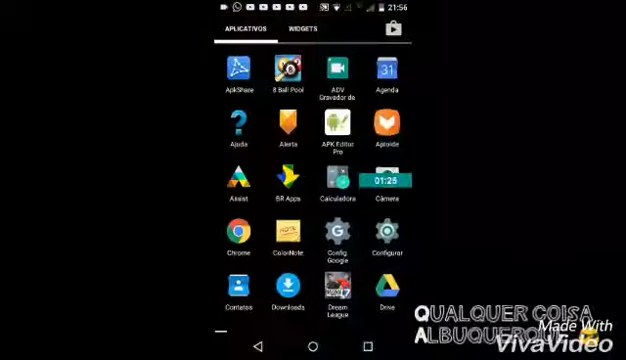 21:56
APLICATIVOS WIDGETS
31
ApkShare 8 Ball Pool ADV Gravador de Agenda
Ajuda Alerta APK Editor Pro Aptoide
01:25
Assist BR Apps Calculadora Câmera
NOTE
Chrome ColorNote Config. Google Configurar
Contatos Downloads Dream League Drive
QUALQUER COISA
ALBUQUERQUE
Made With
VivaVideo